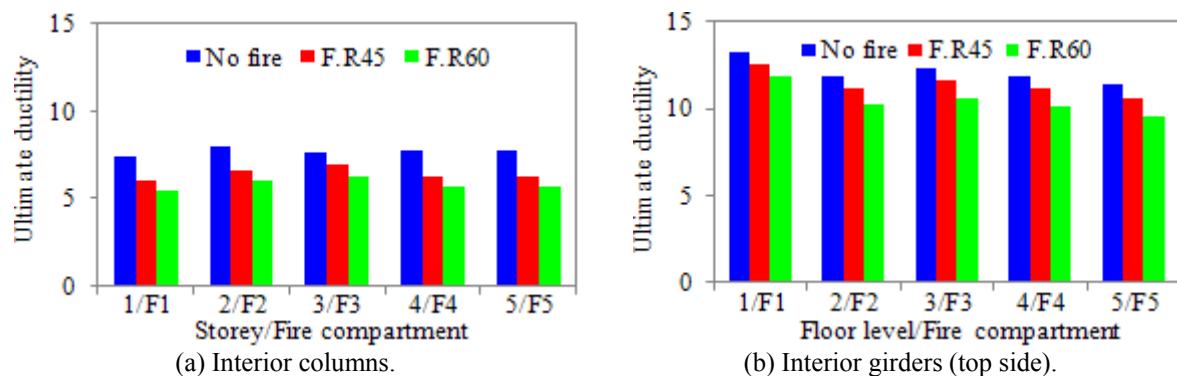 15
10
5
0
Ultimate ductility
No fire F.R45 F.R60
1/F1 2/F2 3/F3 4/F4 5/F5
Storey/Fire compartment
(a) Interior columns.
15
10
5
0
Ultimate ductility
No fire F.R45 F.R60
1/F1 2/F2 3/F3 4/F4 5/F5
Floor level/Fire compartment
(b) Interior girders (top side).